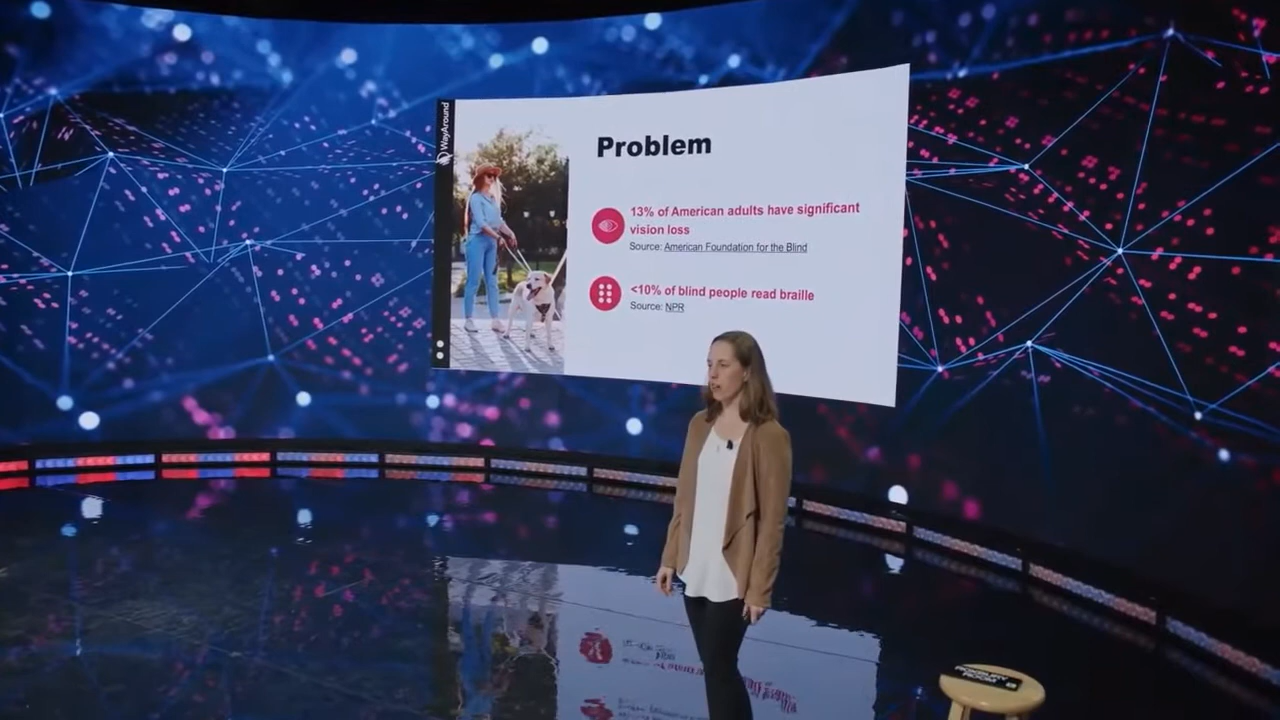 WayAround
Problem
13% of American adults have significant
vision loss
Source: American Foundation for the Blind
<10% of blind people read braille
Source: NPR